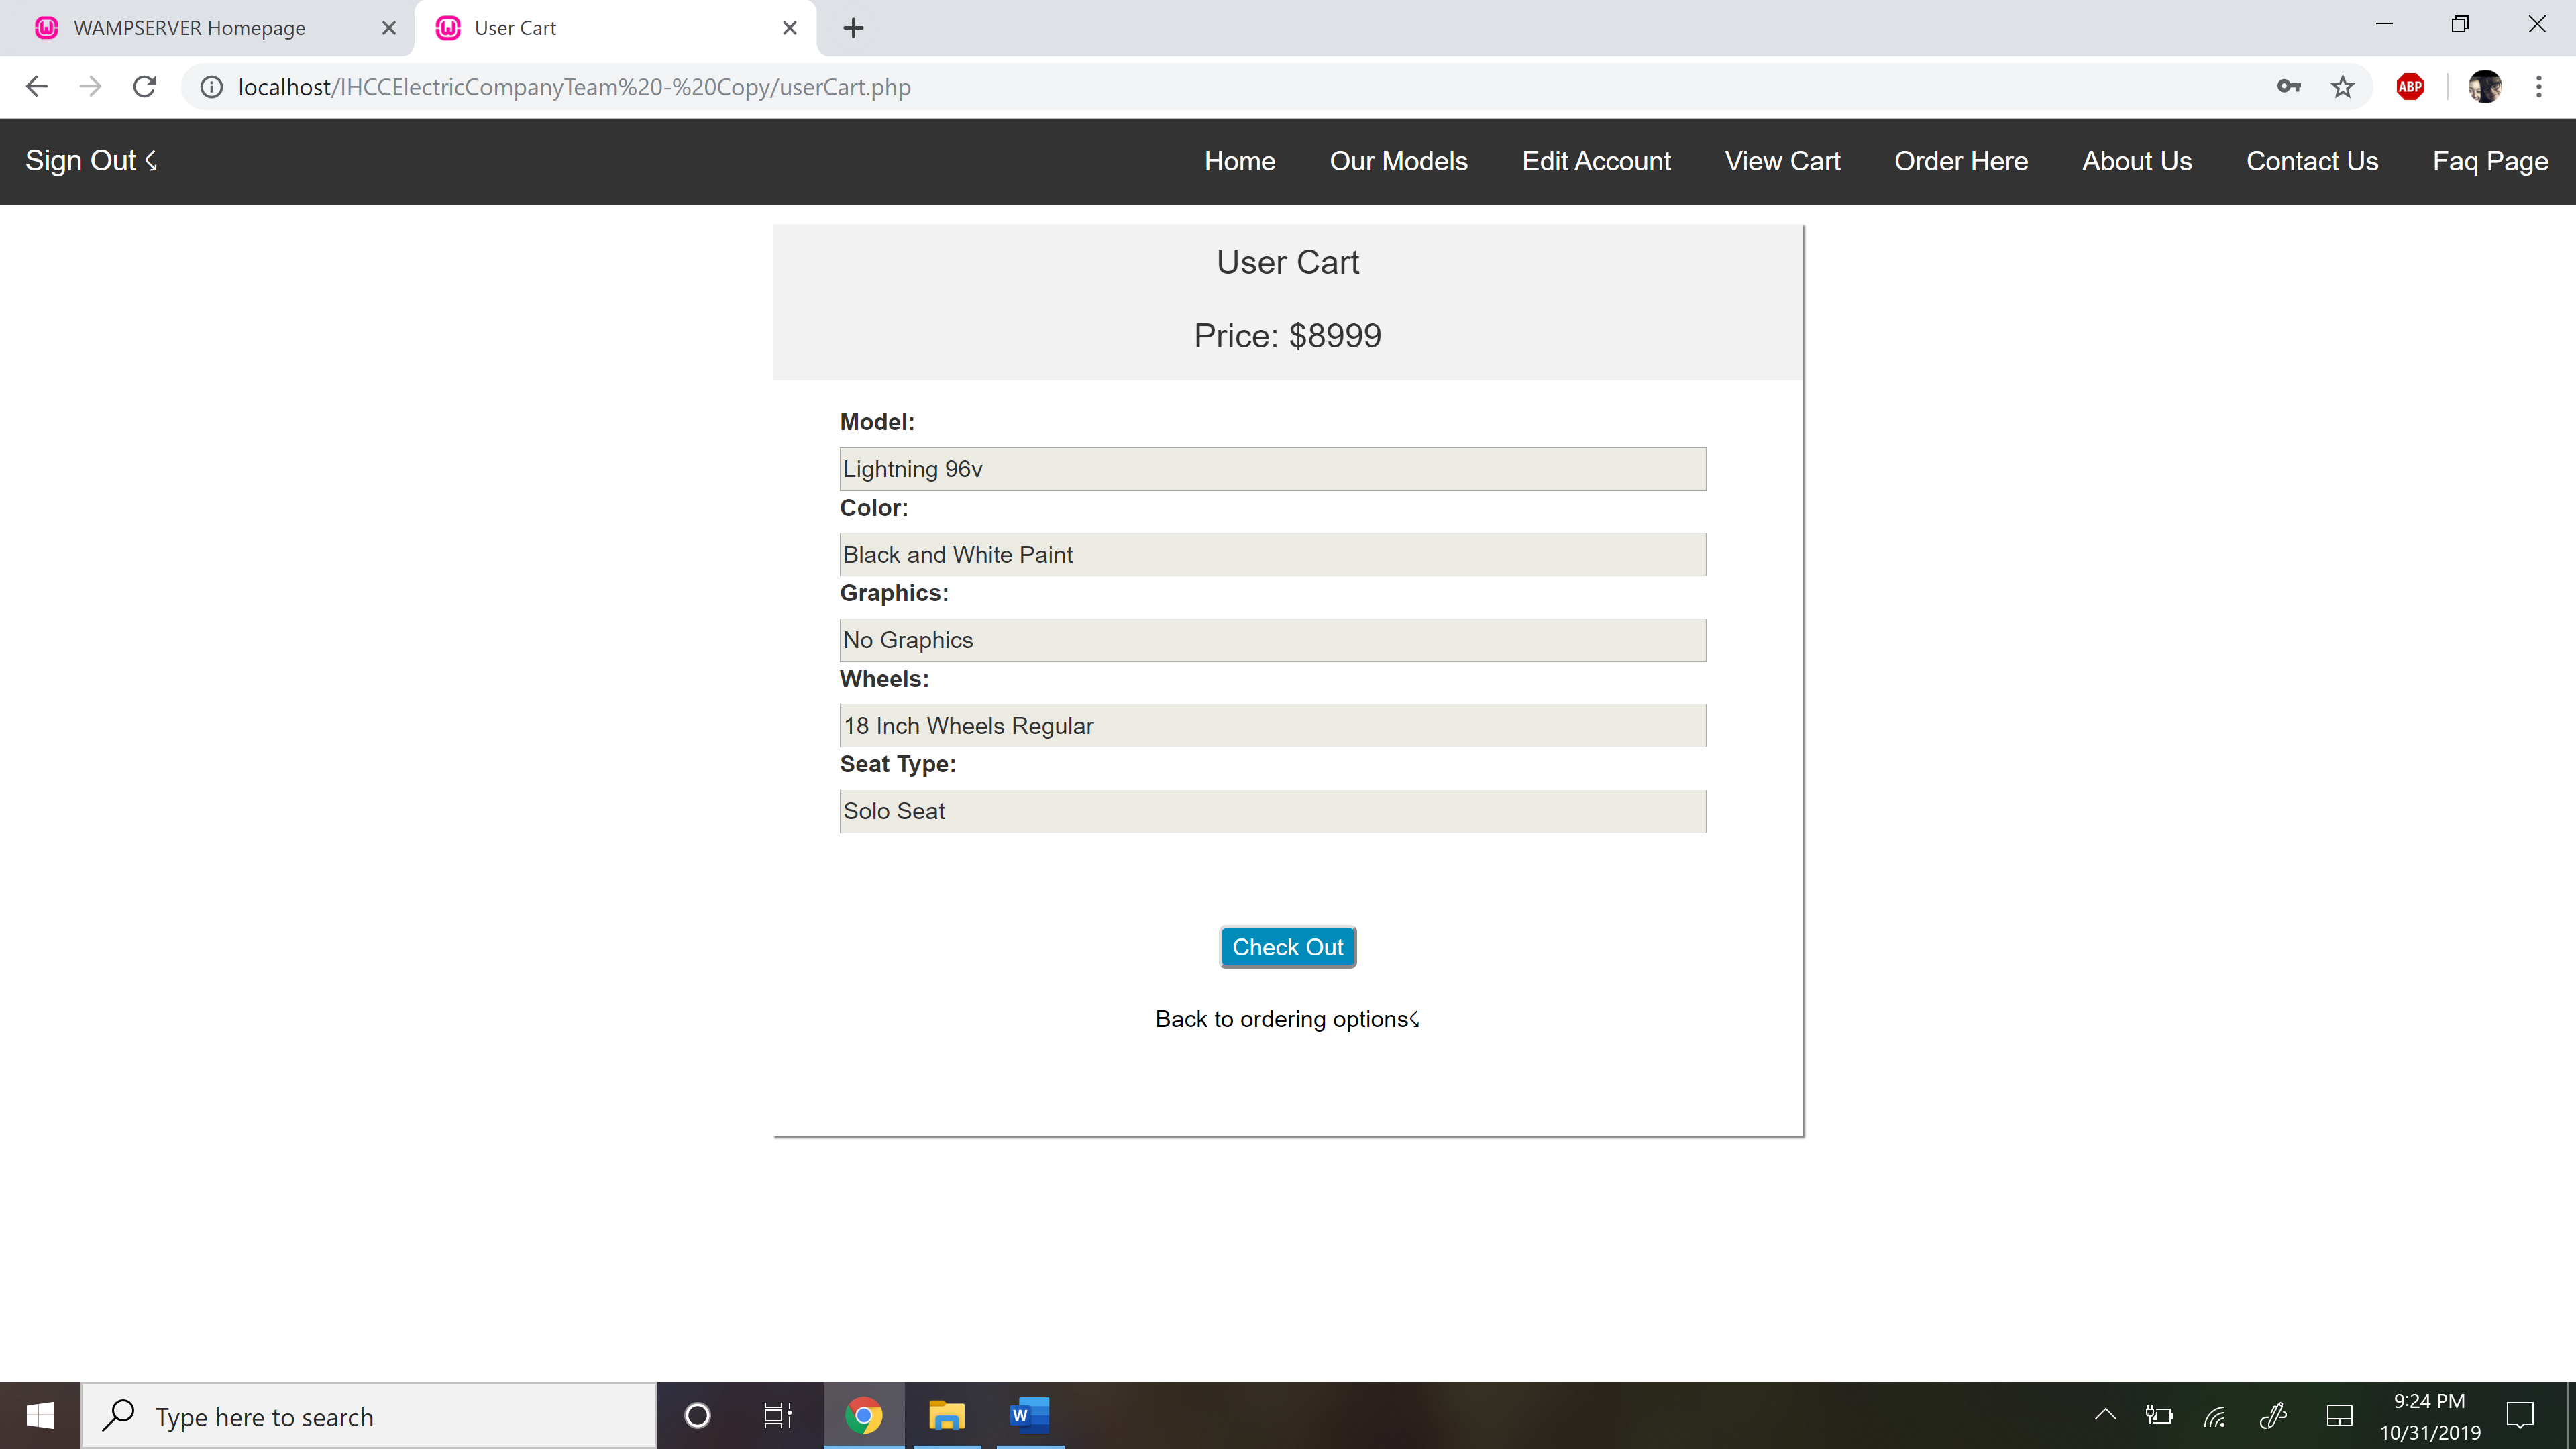 WAMPSERVER Homepage
User Cart
localhost/IHCCElectricCompanyTeam%20-%20Copy/userCart.php
ABP
Sign Out
Home Our Models Edit Account View Cart Order Here About Us Contact Us Faq Page
User Cart
Price: $8999
Model:
Lightning 96v
Color:
Black and White Paint
Graphics:
No Graphics
Wheels:
18 Inch Wheels Regular
Seat Type:
Solo Seat
Check Out
Back to ordering options
Type here to search
W
9:24 PM
10/31/2019